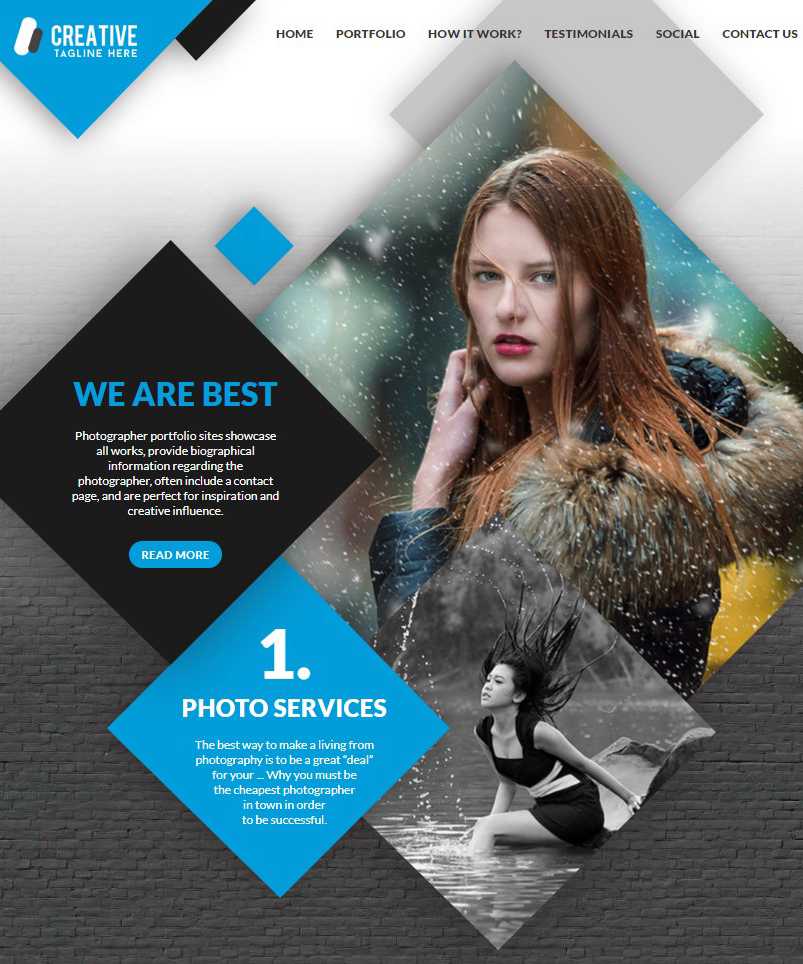 CREATIVE
TAGLINE HERE
HOME PORTFOLIO HOW IT WORK? TESTIMONIALS SOCIAL CONTACT US
WE ARE BEST
Photographer portfolio sites showcase
all works, provide biographical
information regarding the
photographer, often include a contact
page, and are perfect for inspiration and
creative influence.
READ MORE
1.
PHOTO SERVICES
The best way to make a living from
photography is to be a great “deal”
for your ... Why you must be
the cheapest photographer
in town in order
to be successful.